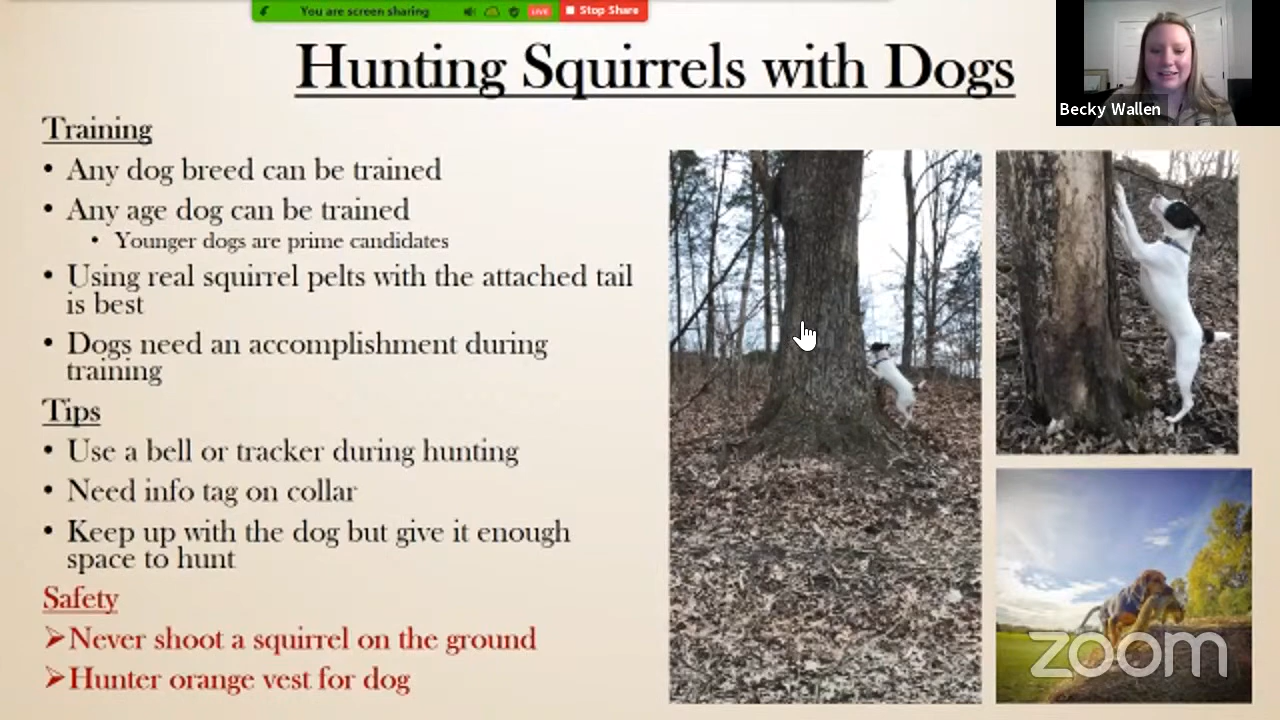 You are screen sharing
LIVE
Stop Share
Hunting Squirrels with Dogs
Becky Wallen
Training
• Any dog breed can be trained
• Any age dog can be trained
• Younger dogs are prime candidates
• Using real squirrel pelts with the attached tail
is best
• Dogs need an accomplishment during
training
Tips
• Use a bell or tracker during hunting
• Need info tag on collar
• Keep up with the dog but give it enough
space to hunt
Safety
➢Never shoot a squirrel on the ground
➢Hunter orange vest for dog
zoom